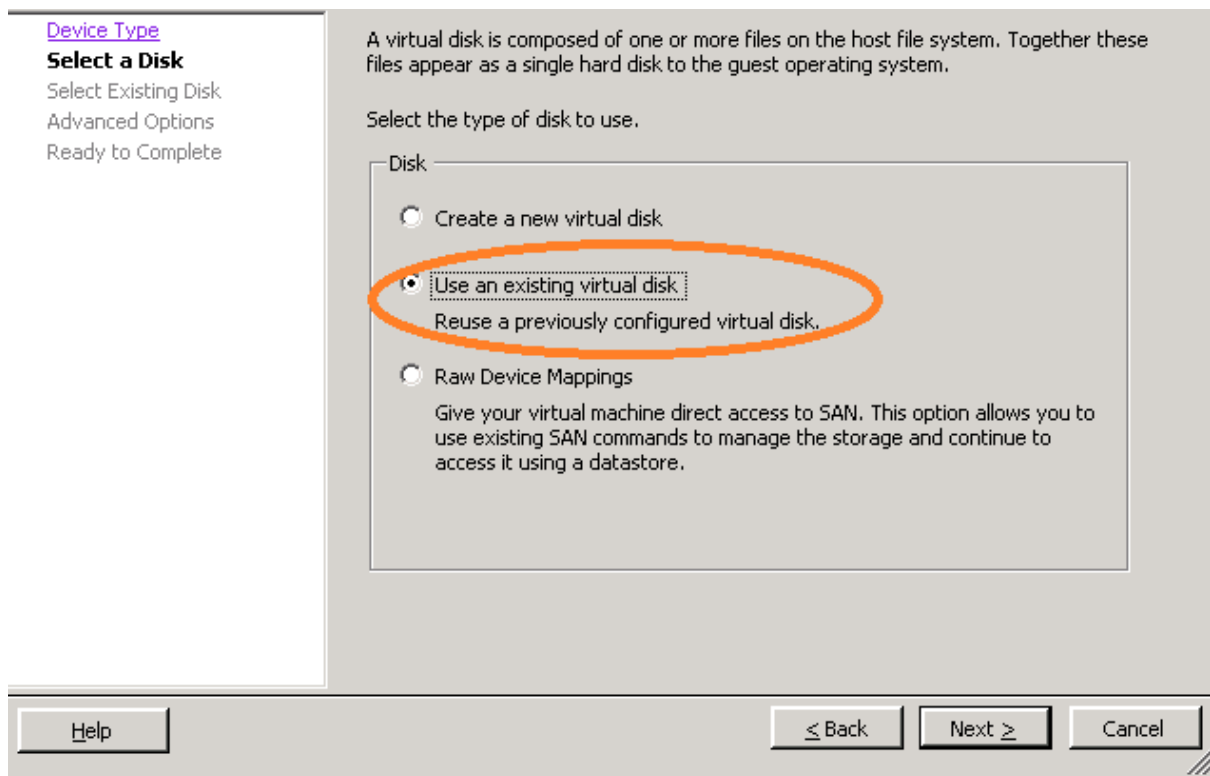 Device Type
Select a Disk
Select Existing Disk
Advanced Options
Ready to Complete
A virtual disk is composed of one or more files on the host file system. Together these
files appear as a single hard disk to the guest operating system.
Select the type of disk to use.
Disk
Create a new virtual disk
Use an existing virtual disk
Reuse a previously configured virtual disk.
Raw Device Mappings
Give your virtual machine direct access to SAN. This option allows you to
use existing SAN commands to manage the storage and continue to
access it using a datastore.
Help
< Back
Next >
Cancel